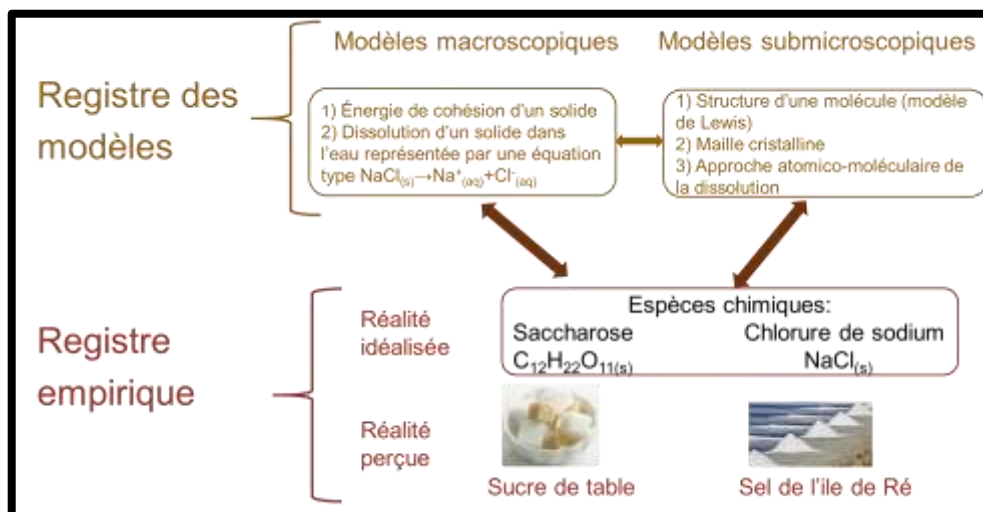 Modèles macroscopiques
Modèles submicroscopiques
Registre des
modèles
1) Énergie de cohésion d'un solide
2) Dissolution d'un solide dans
l'eau représentée par une équation
type NaCl(s)→Na⁺(aq)+Cl⁻(aq)
1) Structure d'une molécule (modèle
de Lewis)
2) Maille cristalline
3) Approche atomico-moléculaire de
la dissolution
Registre
empirique
Réalité
idéalisée
Espèces chimiques:
Saccharose
C₁₂H₂₂O₁₁(s)
Chlorure de sodium
NaCl(s)
Réalité
perçue
Sucre de table
Sel de l'ile de Ré